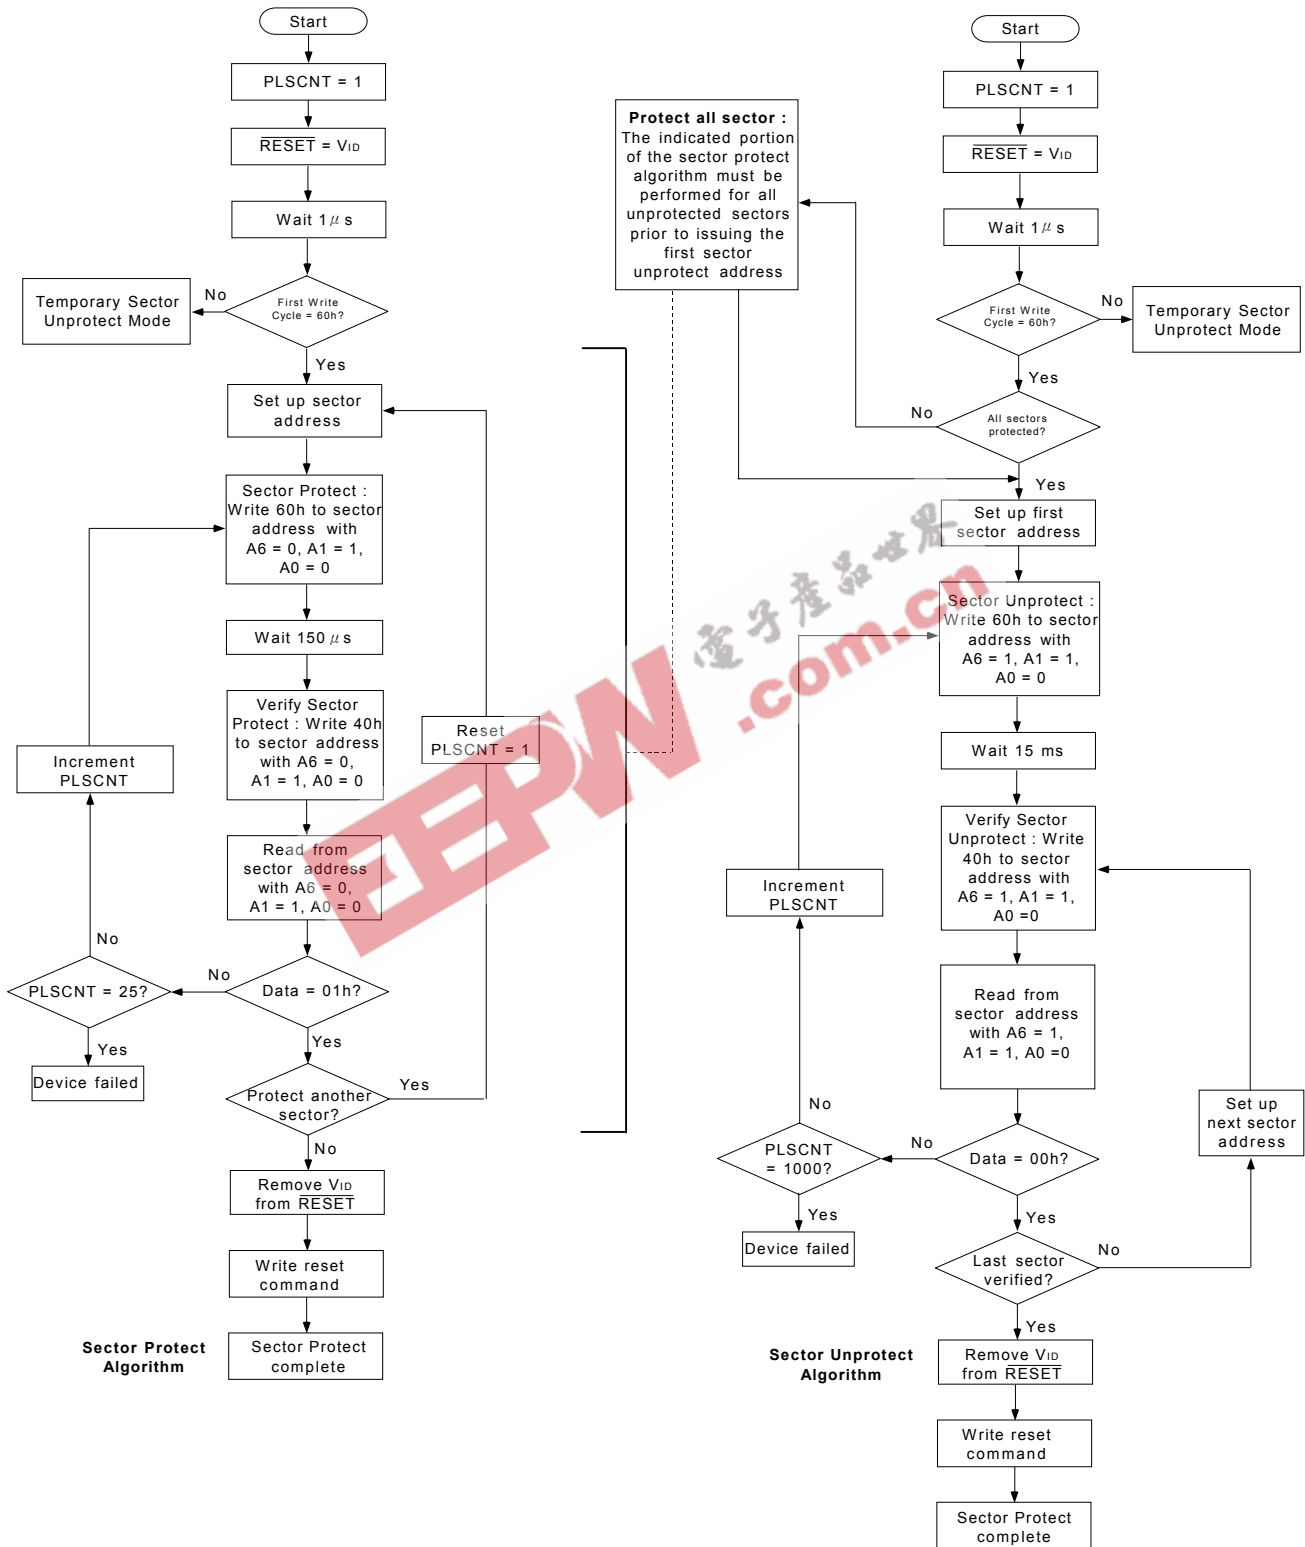 Start
PLSCNT = 1
RESET = VID
Wait 1 μ s
First Write
Cycle = 60h?
No
Temporary Sector
Unprotect Mode
Yes
Set up sector
address
Sector Protect :
Write 60h to sector
address with
A6 = 0, A1 = 1,
A0 = 0
Wait 150 μ s
Verify Sector
Protect : Write 40h
to sector address
with A6 = 0,
A1 = 1, A0 = 0
Reset
PLSCNT = 1
Increment
PLSCNT
Read from
sector address
with A6 = 0,
A1 = 1, A0 = 0
No
PLSCNT = 25?
No
Data = 01h?
Yes
Yes
Device failed
Protect another
sector?
Yes
No
Remove VID
from RESET
Write reset
command
Sector Protect
complete
Sector Protect
Algorithm
Protect all sector :
The indicated portion
of the sector protect
algorithm must be
performed for all
unprotected sectors
prior to issuing the
first sector
unprotect address
Start
PLSCNT = 1
RESET = VID
Wait 1 μ s
First Write
Cycle = 60h?
No
Temporary Sector
Unprotect Mode
Yes
No
All sectors
protected?
Yes
Set up first
sector address
Sector Unprotect :
Write 60h to sector
address with
A6 = 1, A1 = 1,
A0 = 0
Wait 15 ms
Verify Sector
Unprotect : Write
40h to sector
address with
A6 = 1, A1 = 1,
A0 =0
Increment
PLSCNT
Read from
sector address
with A6 = 1,
A1 = 1, A0 =0
No
Set up
next sector
address
PLSCNT
= 1000?
No
Data = 00h?
Yes
Yes
Device failed
Last sector
verified?
No
Yes
Remove VID
from RESET
Sector Unprotect
Algorithm
Write reset
command
Sector Protect
complete
EEPW
.com.cn
電子產品世界